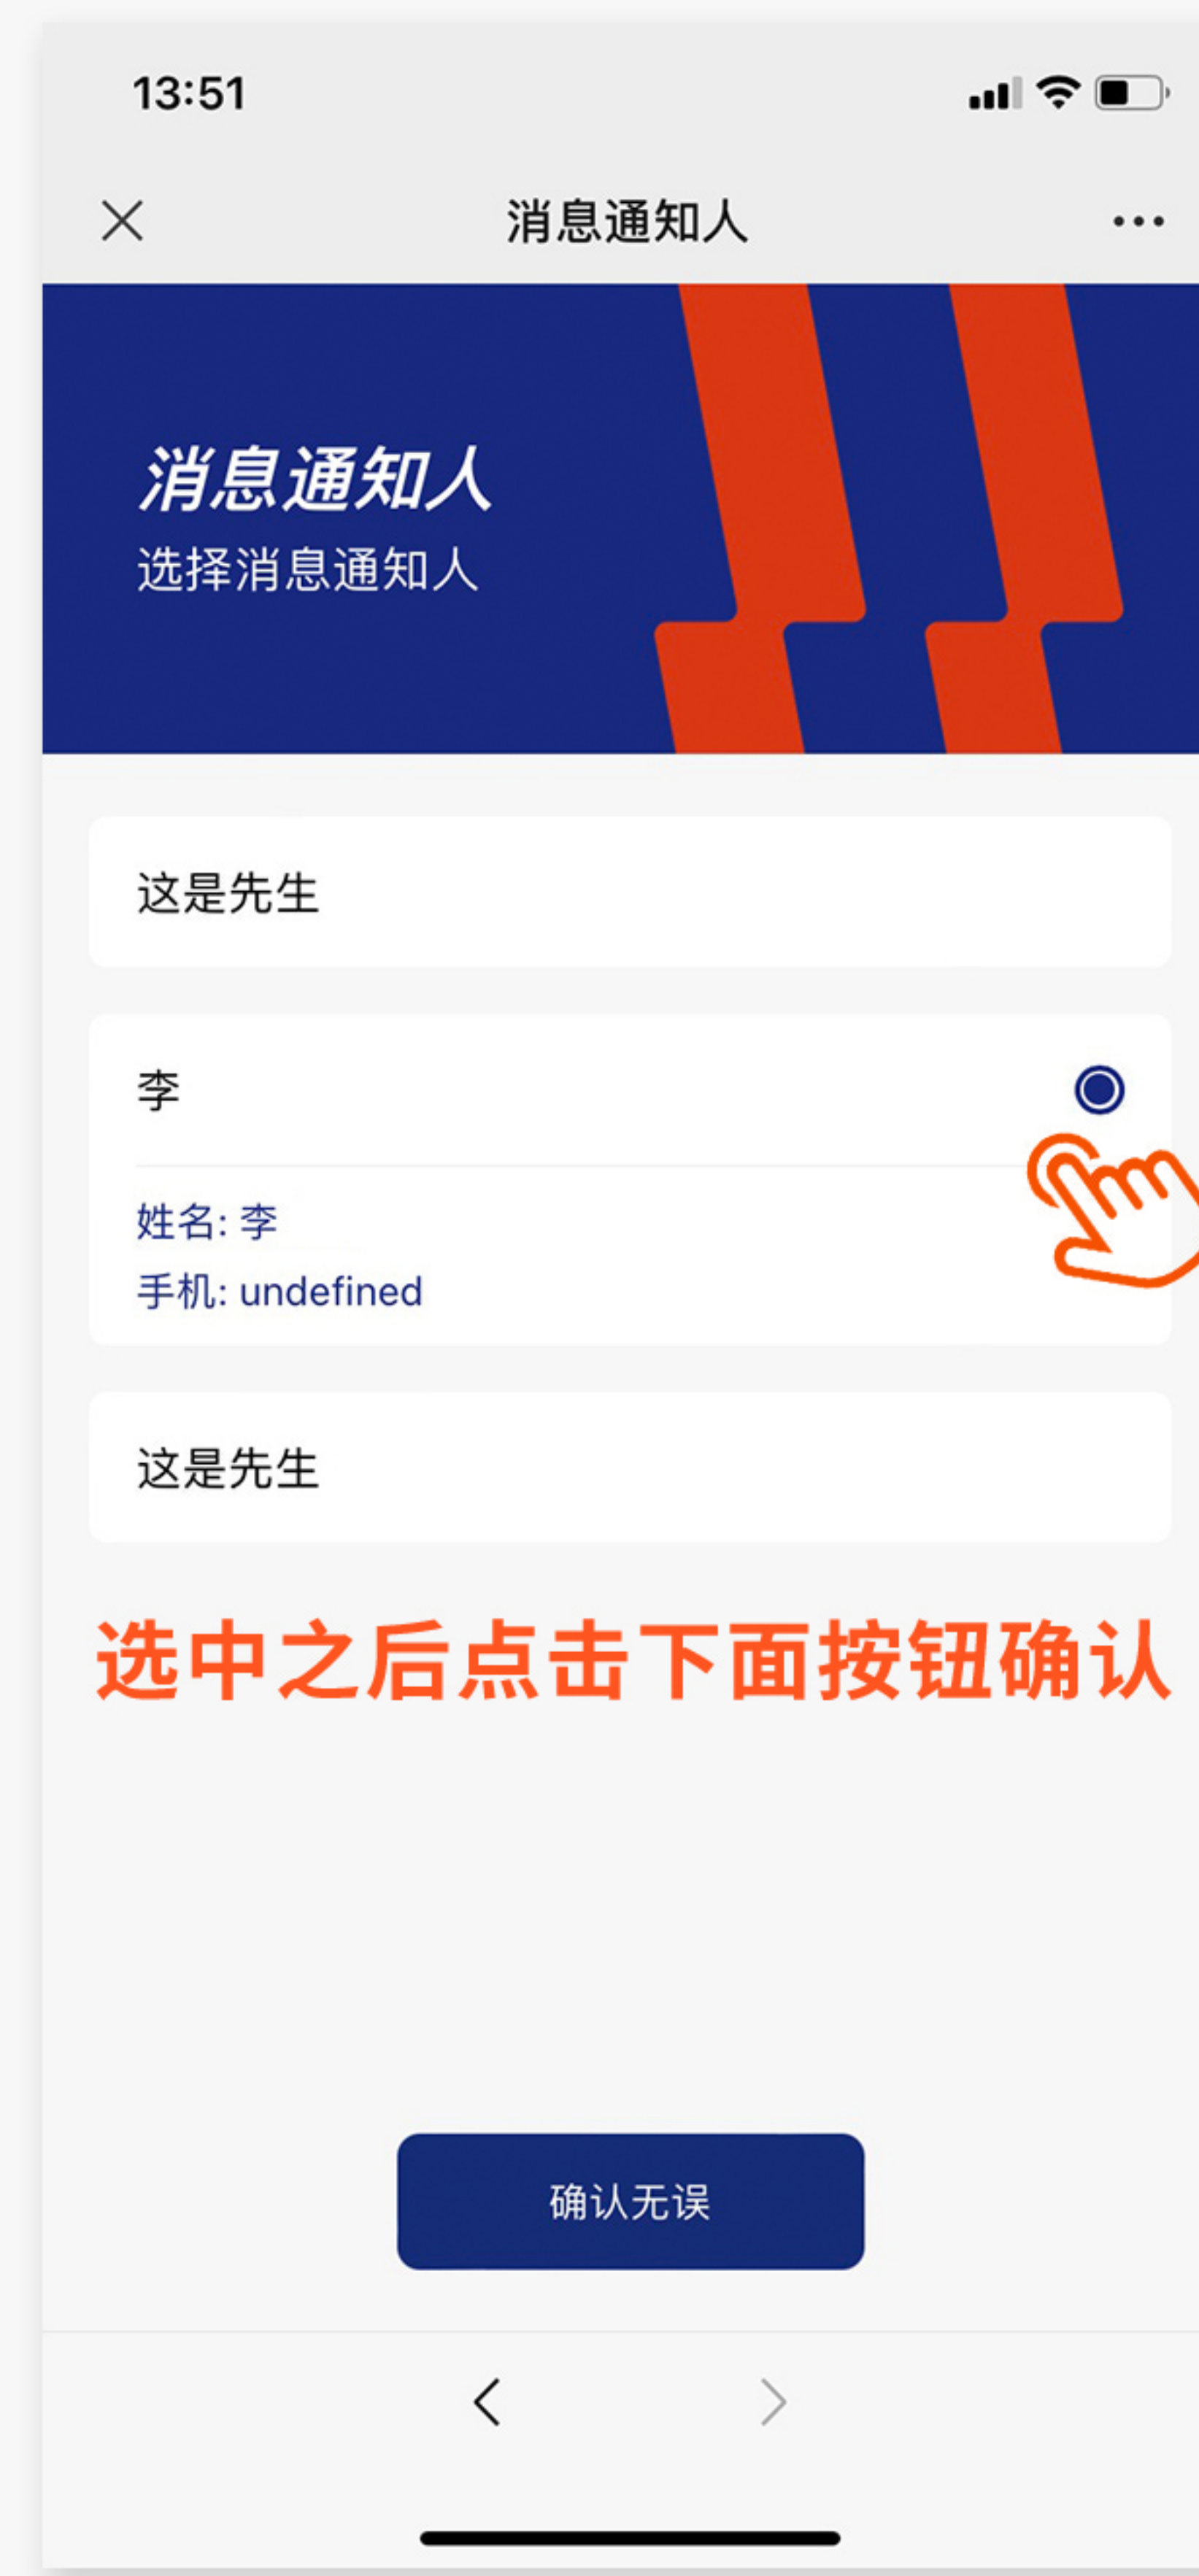 13:51
消息通知人
消息通知人
选择消息通知人
这是先生
李
姓名: 李
手机: undefined
这是先生
选中之后点击下面按钮确认
确认无误